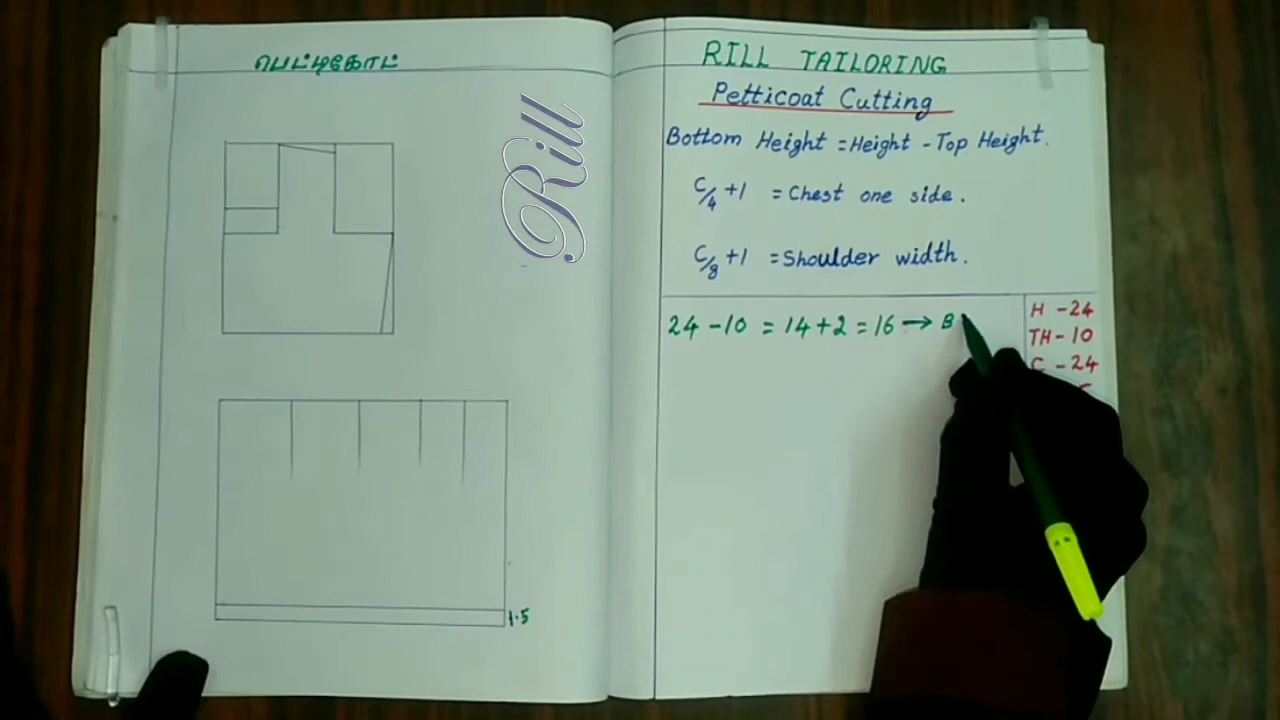 பெட்டிகோட்
Rill
1.5
RILL TAILORING
Petticoat Cutting
Bottom Height = Height - Top Height.
C/4 +1 = Chest one side.
C/8 +1 = Shoulder width.
24 - 10 = 14 + 2 = 16 → B
H - 24
TH - 10
C - 24